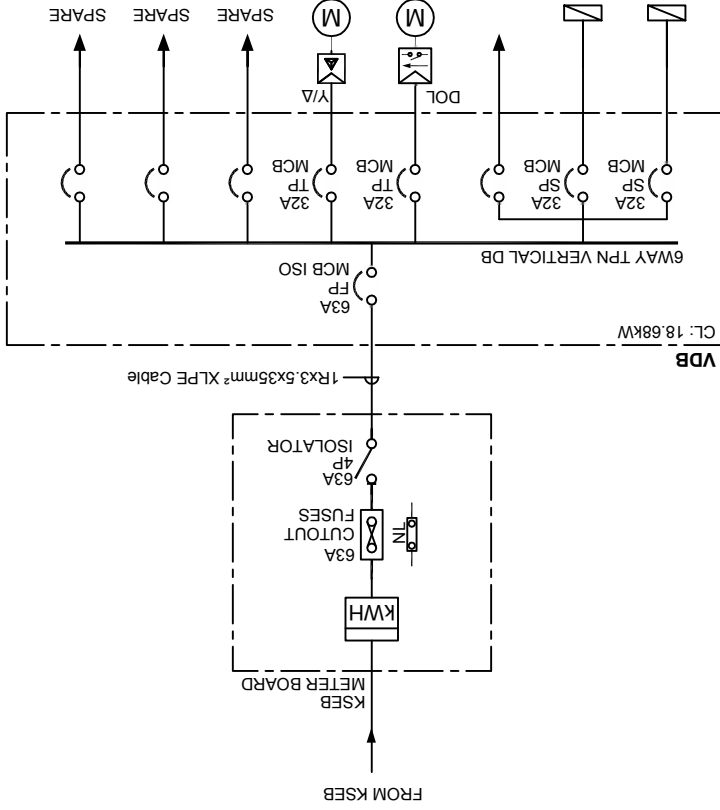 FROM KSEB
KSEB
METER BOARD
kWH
63A
CUTOUT
FUSES
NL
63A
4P
ISOLATOR
1Rx3.5x35mm² XLPE Cable
VDB
CL: 18.68kW
63A
FP
MCB ISO
6WAY TPN VERTICAL DB
32A
SP
MCB
32A
SP
MCB
32A
TP
MCB
32A
TP
MCB
DOL
Y/Δ
M
M
SPARE
SPARE
SPARE